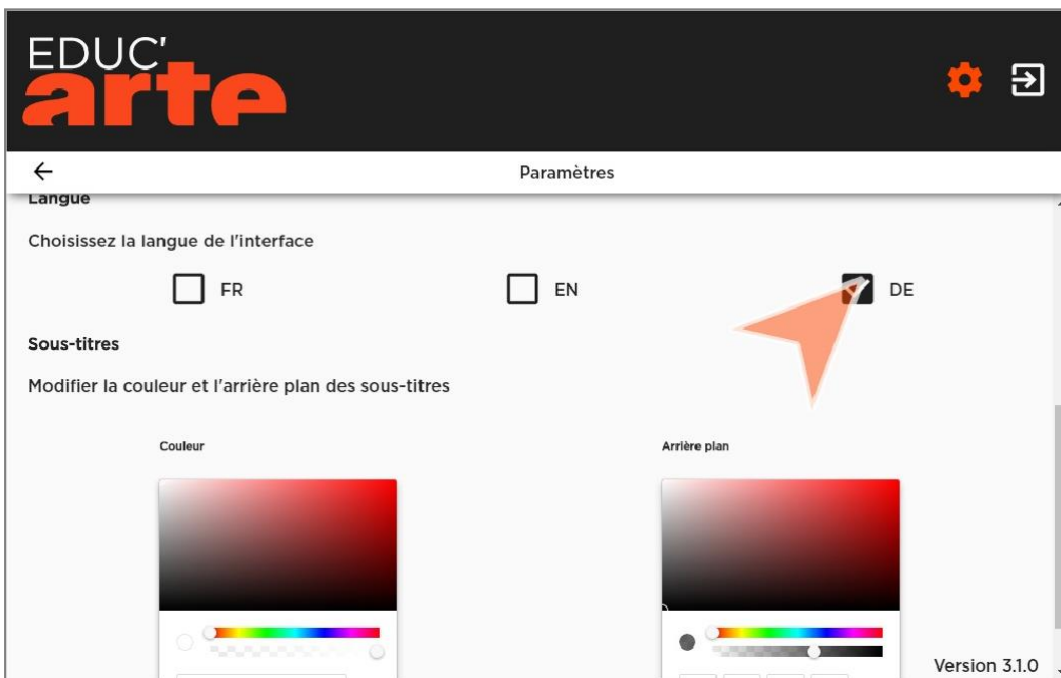 EDUC'
arte
Paramètres
Langue
Choisissez la langue de l'interface
FR EN DE
Sous-titres
Modifier la couleur et l'arrière plan des sous-titres
Couleur Arrière plan
Version 3.1.0